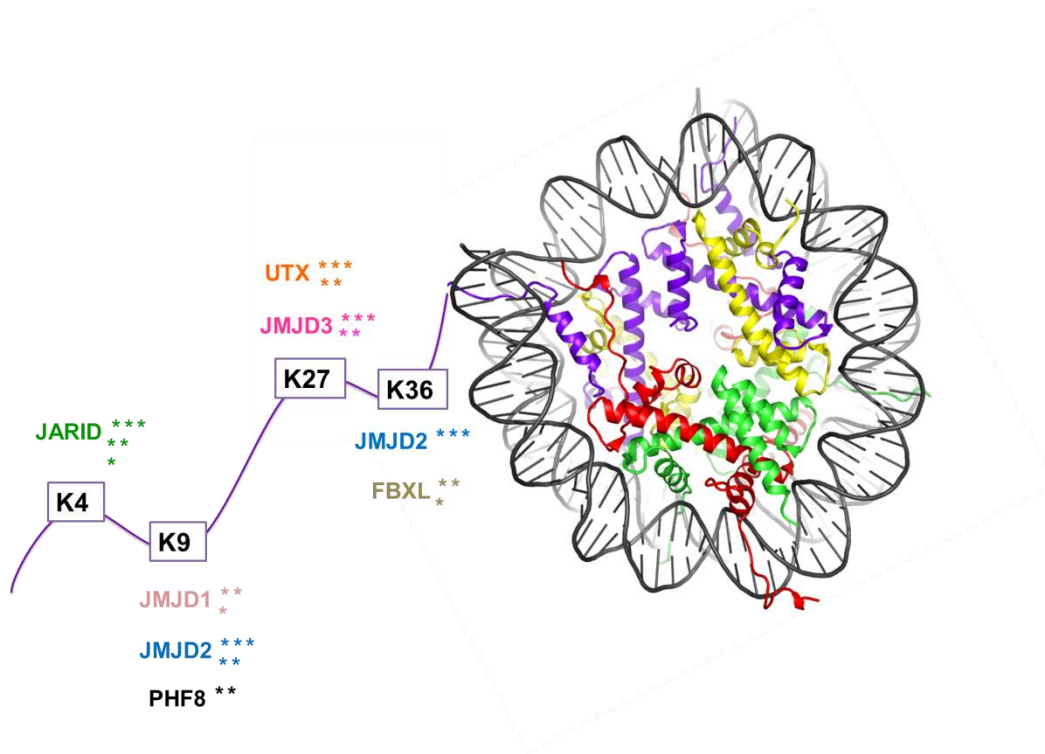 UTX ***
**
JMJD3 ***
**
K27
K36
JARID ***
**
*
JMJD2 ***
FBXL **
*
K4
K9
JMJD1 **
*
JMJD2 ***
**
PHF8 **